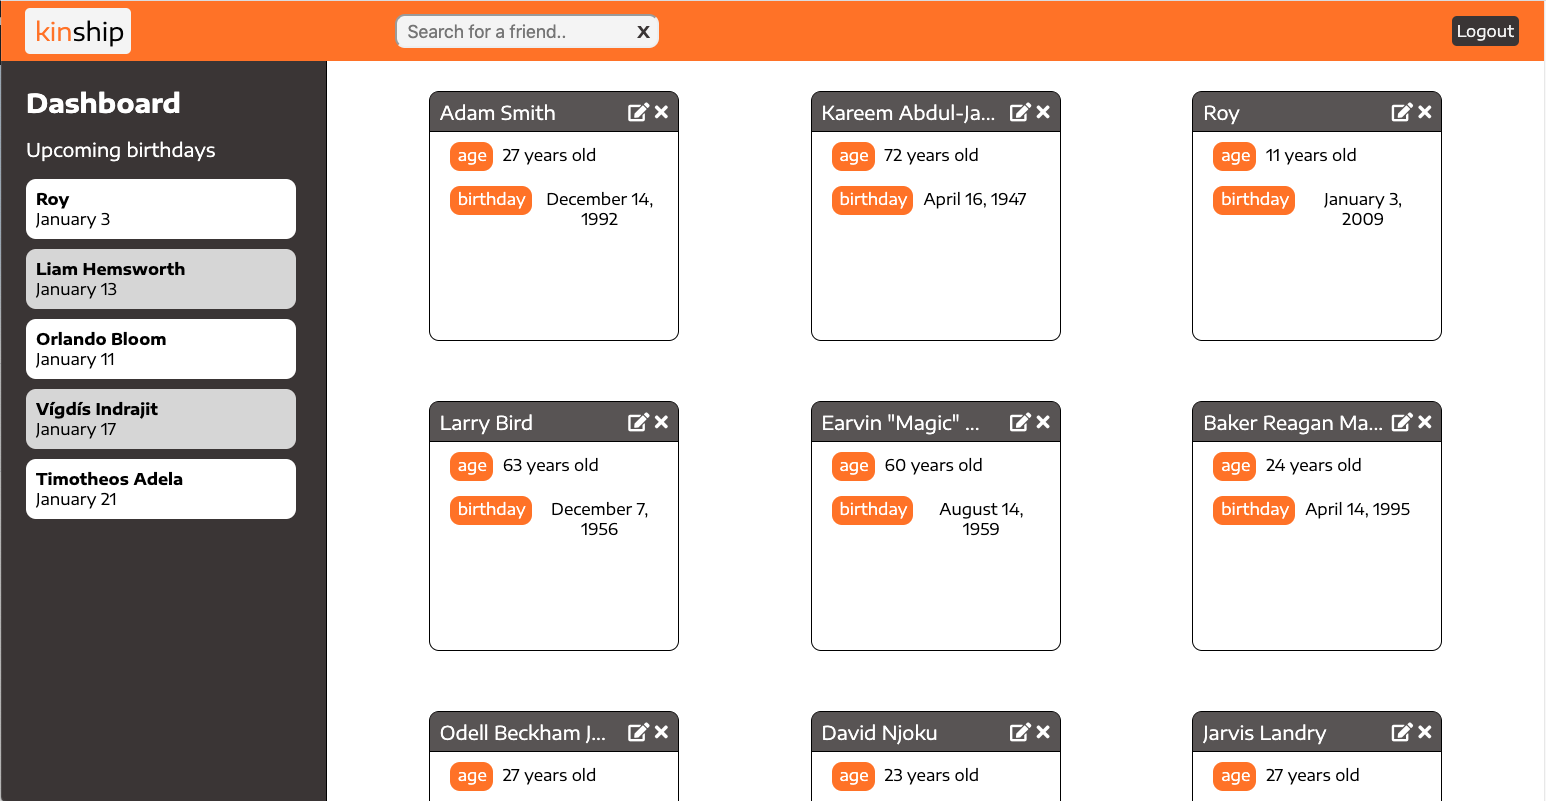 kinship
Search for a friend..
X
Logout
Dashboard
Upcoming birthdays
Roy
January 3
Liam Hemsworth
January 13
Orlando Bloom
January 11
Vígdís Indrajit
January 17
Timotheos Adela
January 21
Adam Smith
age 27 years old
birthday December 14,
1992
Kareem Abdul-Ja...
age 72 years old
birthday April 16, 1947
Roy
age 11 years old
birthday January 3,
2009
Larry Bird
age 63 years old
birthday December 7,
1956
Earvin "Magic" ...
age 60 years old
birthday August 14,
1959
Baker Reagan Ma...
age 24 years old
birthday April 14, 1995
Odell Beckham J...
age 27 years old
David Njoku
age 23 years old
Jarvis Landry
age 27 years old